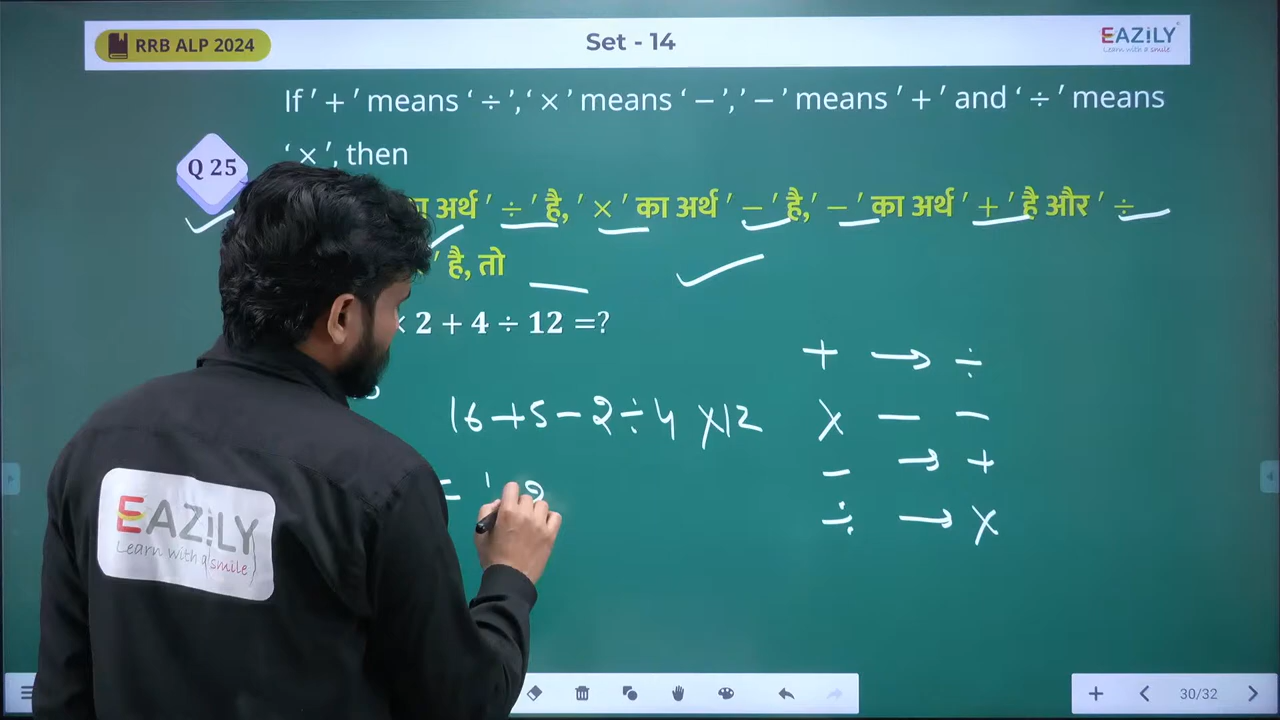 RRB ALP 2024
Set - 14
EAZiLY
Learn with a smile
If ' + ' means ' ÷ ', ' × ' means ' − ', ' − ' means ' + ' and ' ÷ ' means
' × ', then
Q 25
का अर्थ ' ÷ ' है, ' × ' का अर्थ ' − ' है, ' − ' का अर्थ ' + ' है और ' ÷
' है, तो
× 2 + 4 ÷ 12 =?
+ → ÷
16 + 5 − 2 ÷ 4 × 12
× — −
− → +
=
÷ → ×
EAZiLY
Learn with a smile
30/32